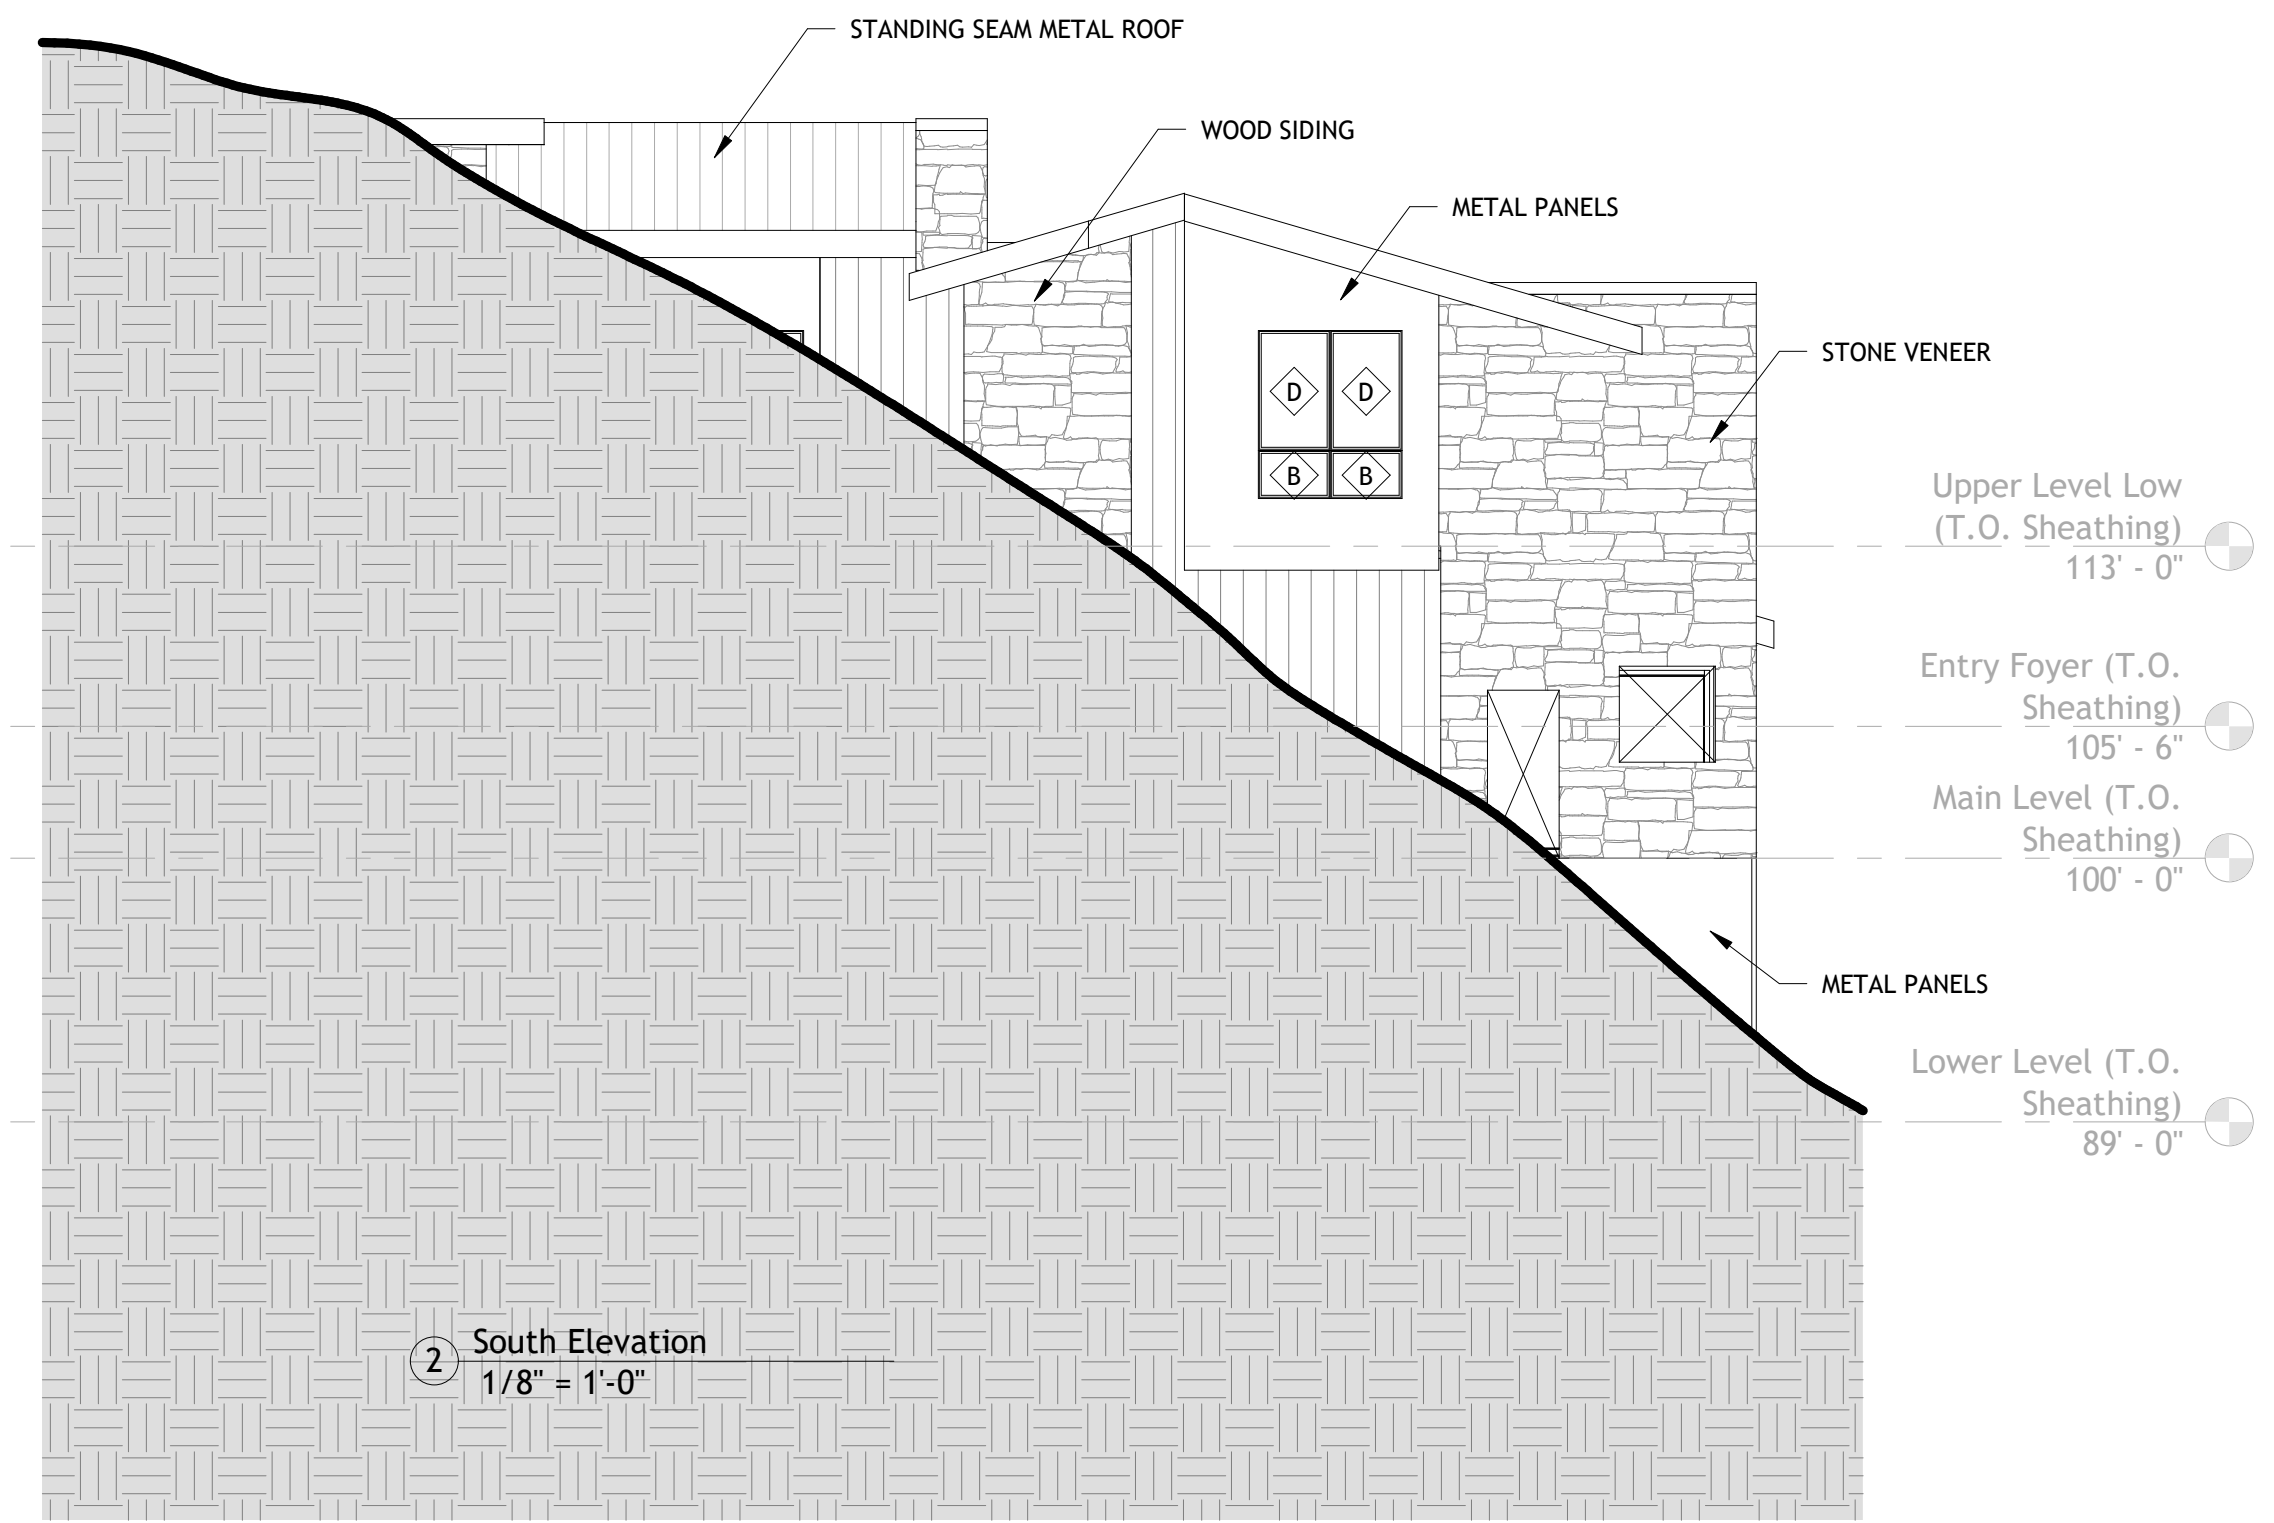 STANDING SEAM METAL ROOF
WOOD SIDING
METAL PANELS
STONE VENEER
D
D
B
B
Upper Level Low
(T.O. Sheathing)
113' - 0"
Entry Foyer (T.O.
Sheathing)
105' - 6"
Main Level (T.O.
Sheathing)
100' - 0"
METAL PANELS
Lower Level (T.O.
Sheathing)
89' - 0"
2
South Elevation
1/8" = 1'-0"